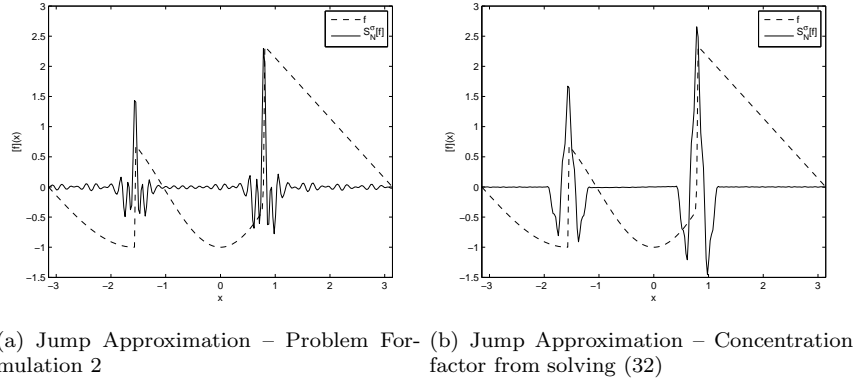 3
2.5
2
1.5
1
0.5
0
−0.5
−1
−1.5
[f](x)
−3 −2 −1 0 1 2 3
x
f
S_N^σ[f]
3
2.5
2
1.5
1
0.5
0
−0.5
−1
−1.5
[f](x)
−3 −2 −1 0 1 2 3
x
f
S_N^σ[f]
(a) Jump Approximation – Problem For-
mulation 2
(b) Jump Approximation – Concentration
factor from solving (32)